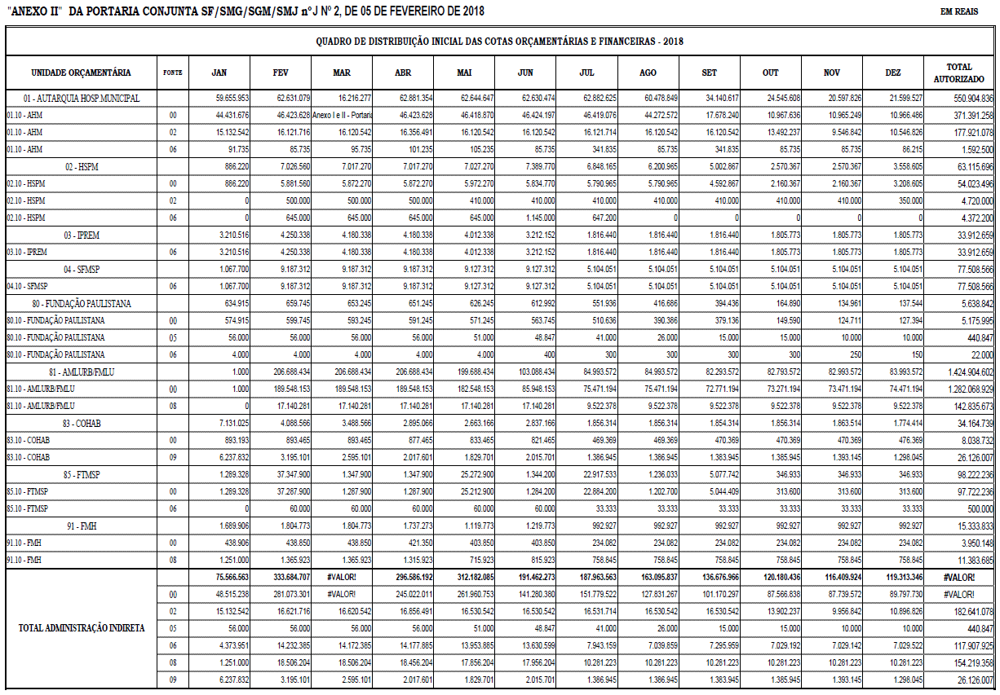 "ANEXO II" DA PORTARIA CONJUNTA SF/SMG/SGM/SMJ nºJ Nº 2, DE 05 DE FEVEREIRO DE 2018 EM REAIS
QUADRO DE DISTRIBUIÇÃO INICIAL DAS COTAS ORÇAMENTÁRIAS E FINANCEIRAS - 2018
UNIDADE ORÇAMENTÁRIA FONTE JAN FEV MAR ABR MAI JUN JUL AGO SET OUT NOV DEZ TOTAL AUTORIZADO
01 - AUTARQUIA HOSP.MUNICIPAL 59.655.953 62.631.079 16.216.277 62.881.354 62.644.647 62.630.474 62.882.625 60.478.849 34.140.617 24.545.608 20.597.826 21.599.527 550.904.836
01.10 - AHM 00 44.431.676 46.423.628 Anexo I e II - Portaria 46.423.628 46.418.870 46.424.197 46.419.076 44.272.572 17.678.240 10.967.636 10.965.249 10.966.486 371.391.258
01.10 - AHM 02 15.132.542 16.121.716 16.120.542 16.356.491 16.120.542 16.120.542 16.121.714 16.120.542 16.120.542 13.492.237 9.546.842 10.546.826 177.921.078
01.10 - AHM 06 91.735 85.735 95.735 101.235 105.235 85.735 341.835 85.735 341.835 85.735 85.735 86.215 1.592.500
02 - HSPM 886.220 7.026.560 7.017.270 7.017.270 7.027.270 7.389.770 6.848.165 6.200.965 5.002.867 2.570.367 2.570.367 3.558.605 63.115.696
02.10 - HSPM 00 886.220 5.881.560 5.872.270 5.872.270 5.972.270 5.834.770 5.790.965 5.790.965 4.592.867 2.160.367 2.160.367 3.208.605 54.023.496
02.10 - HSPM 02 0 500.000 500.000 500.000 410.000 410.000 410.000 410.000 410.000 410.000 410.000 350.000 4.720.000
02.10 - HSPM 06 0 645.000 645.000 645.000 645.000 1.145.000 647.200 0 0 0 0 0 4.372.200
03 - IPREM 3.210.516 4.250.338 4.180.338 4.180.338 4.012.338 3.212.152 1.816.440 1.816.440 1.816.440 1.805.773 1.805.773 1.805.773 33.912.659
03.10 - IPREM 06 3.210.516 4.250.338 4.180.338 4.180.338 4.012.338 3.212.152 1.816.440 1.816.440 1.816.440 1.805.773 1.805.773 1.805.773 33.912.659
04 - SFMSP 1.067.700 9.187.312 9.187.312 9.187.312 9.127.312 9.127.312 5.104.051 5.104.051 5.104.051 5.104.051 5.104.051 5.104.051 77.508.566
04.10 - SFMSP 06 1.067.700 9.187.312 9.187.312 9.187.312 9.127.312 9.127.312 5.104.051 5.104.051 5.104.051 5.104.051 5.104.051 5.104.051 77.508.566
80 - FUNDAÇÃO PAULISTANA 634.915 659.745 653.245 651.245 626.245 612.992 551.936 416.686 394.436 164.890 134.961 137.544 5.638.842
80.10 - FUNDAÇÃO PAULISTANA 00 574.915 599.745 593.245 591.245 571.245 563.745 510.636 390.386 379.136 149.590 124.711 127.394 5.175.995
80.10 - FUNDAÇÃO PAULISTANA 05 56.000 56.000 56.000 56.000 51.000 48.847 41.000 26.000 15.000 15.000 10.000 10.000 440.847
80.10 - FUNDAÇÃO PAULISTANA 06 4.000 4.000 4.000 4.000 4.000 400 300 300 300 300 250 150 22.000
81 - AMLURB/FMLU 1.000 206.688.434 206.688.434 206.688.434 199.688.434 103.088.434 84.993.572 84.993.572 82.293.572 82.793.572 82.993.572 83.993.572 1.424.904.602
81.10 - AMLURB/FMLU 00 1.000 189.548.153 189.548.153 189.548.153 182.548.153 85.948.153 75.471.194 75.471.194 72.771.194 73.271.194 73.471.194 74.471.194 1.282.068.929
81.10 - AMLURB/FMLU 08 0 17.140.281 17.140.281 17.140.281 17.140.281 17.140.281 9.522.378 9.522.378 9.522.378 9.522.378 9.522.378 9.522.378 142.835.673
83 - COHAB 7.131.025 4.088.566 3.488.566 2.895.066 2.663.166 2.837.166 1.856.314 1.856.314 1.854.314 1.856.314 1.863.514 1.774.414 34.164.739
83.10 - COHAB 00 893.193 893.465 893.465 877.465 833.465 821.465 469.369 469.369 470.369 470.369 470.369 476.369 8.038.732
83.10 - COHAB 09 6.237.832 3.195.101 2.595.101 2.017.601 1.829.701 2.015.701 1.386.945 1.386.945 1.383.945 1.385.945 1.393.145 1.298.045 26.126.007
85 - FTMSP 1.289.328 37.347.900 1.347.900 1.347.900 25.272.900 1.344.200 22.917.533 1.236.033 5.077.742 346.933 346.933 346.933 98.222.236
85.10 - FTMSP 00 1.289.328 37.287.900 1.287.900 1.287.900 25.212.900 1.284.200 22.884.200 1.202.700 5.044.409 313.600 313.600 313.600 97.722.236
85.10 - FTMSP 06 0 60.000 60.000 60.000 60.000 60.000 33.333 33.333 33.333 33.333 33.333 33.333 500.000
91 - FMH 1.689.906 1.804.773 1.804.773 1.737.273 1.119.773 1.219.773 992.927 992.927 992.927 992.927 992.927 992.927 15.333.833
91.10 - FMH 00 438.906 438.850 438.850 421.350 403.850 403.850 234.082 234.082 234.082 234.082 234.082 234.082 3.950.148
91.10 - FMH 08 1.251.000 1.365.923 1.365.923 1.315.923 715.923 815.923 758.845 758.845 758.845 758.845 758.845 758.845 11.383.685
75.566.563 333.684.707 #VALOR! 296.586.192 312.182.085 191.462.273 187.963.563 163.095.837 136.676.966 120.180.436 116.409.924 119.313.346 #VALOR!
00 48.515.238 281.073.301 #VALOR! 245.022.011 261.960.753 141.280.380 151.779.522 127.831.267 101.170.297 87.566.838 87.739.572 89.797.730 #VALOR!
02 15.132.542 16.621.716 16.620.542 16.856.491 16.530.542 16.530.542 16.531.714 16.530.542 16.530.542 13.902.237 9.956.842 10.896.826 182.641.078
TOTAL ADMINISTRAÇÃO INDIRETA 05 56.000 56.000 56.000 56.000 51.000 48.847 41.000 26.000 15.000 15.000 10.000 10.000 440.847
06 4.373.951 14.232.385 14.172.385 14.177.885 13.953.885 13.630.599 7.943.159 7.039.859 7.295.959 7.029.192 7.029.142 7.029.522 117.907.925
08 1.251.000 18.506.204 18.506.204 18.456.204 17.856.204 17.956.204 10.281.223 10.281.223 10.281.223 10.281.223 10.281.223 10.281.223 154.219.358
09 6.237.832 3.195.101 2.595.101 2.017.601 1.829.701 2.015.701 1.386.945 1.386.945 1.383.945 1.385.945 1.393.145 1.298.045 26.126.007